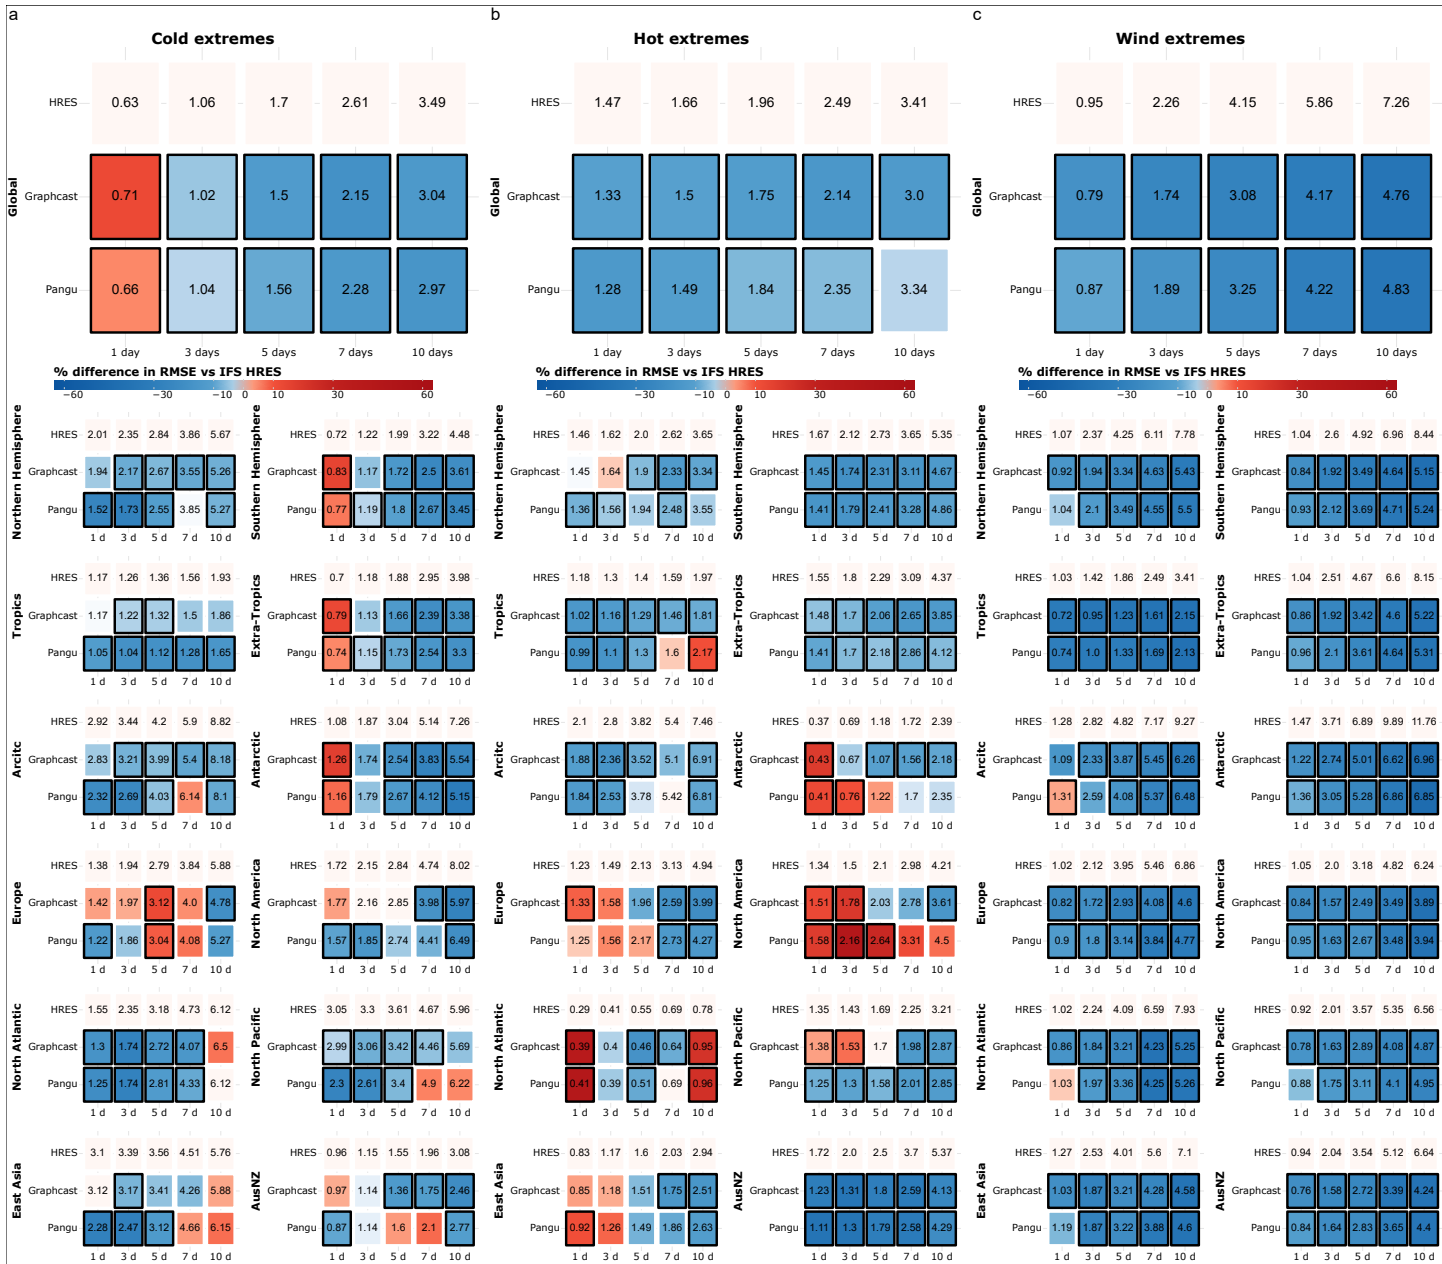 a
b
c
Cold extremes
Hot extremes
Wind extremes
Global
HRES 0.63 1.06 1.7 2.61 3.49
Graphcast 0.71 1.02 1.5 2.15 3.04
Pangu 0.66 1.04 1.56 2.28 2.97
1 day 3 days 5 days 7 days 10 days
Global
HRES 1.47 1.66 1.96 2.49 3.41
Graphcast 1.33 1.5 1.75 2.14 3.0
Pangu 1.28 1.49 1.84 2.35 3.34
1 day 3 days 5 days 7 days 10 days
Global
HRES 0.95 2.26 4.15 5.86 7.26
Graphcast 0.79 1.74 3.08 4.17 4.76
Pangu 0.87 1.89 3.25 4.22 4.83
1 day 3 days 5 days 7 days 10 days
% difference in RMSE vs IFS HRES
−60 −30 −10 0 10 30 60
% difference in RMSE vs IFS HRES
−60 −30 −10 0 10 30 60
% difference in RMSE vs IFS HRES
−60 −30 −10 0 10 30 60
Northern Hemisphere
HRES 2.01 2.35 2.84 3.86 5.67
Graphcast 1.94 2.17 2.67 3.55 5.26
Pangu 1.52 1.73 2.55 3.85 5.27
1 d 3 d 5 d 7 d 10 d
Southern Hemisphere
HRES 0.72 1.22 1.99 3.22 4.48
Graphcast 0.83 1.17 1.72 2.5 3.61
Pangu 0.77 1.19 1.8 2.67 3.45
1 d 3 d 5 d 7 d 10 d
Northern Hemisphere
HRES 1.46 1.62 2.0 2.62 3.65
Graphcast 1.45 1.64 1.9 2.33 3.34
Pangu 1.36 1.56 1.94 2.48 3.55
1 d 3 d 5 d 7 d 10 d
Southern Hemisphere
HRES 1.67 2.12 2.73 3.65 5.35
Graphcast 1.45 1.74 2.31 3.11 4.67
Pangu 1.41 1.79 2.41 3.28 4.86
1 d 3 d 5 d 7 d 10 d
Northern Hemisphere
HRES 1.07 2.37 4.25 6.11 7.78
Graphcast 0.92 1.94 3.34 4.63 5.43
Pangu 1.04 2.1 3.49 4.55 5.5
1 d 3 d 5 d 7 d 10 d
Southern Hemisphere
HRES 1.04 2.6 4.92 6.96 8.44
Graphcast 0.84 1.92 3.49 4.64 5.15
Pangu 0.93 2.12 3.69 4.71 5.24
1 d 3 d 5 d 7 d 10 d
Tropics
HRES 1.17 1.26 1.36 1.56 1.93
Graphcast 1.17 1.22 1.32 1.5 1.86
Pangu 1.05 1.04 1.12 1.28 1.65
1 d 3 d 5 d 7 d 10 d
Extra-Tropics
HRES 0.7 1.18 1.88 2.95 3.98
Graphcast 0.79 1.13 1.66 2.39 3.38
Pangu 0.74 1.15 1.73 2.54 3.3
1 d 3 d 5 d 7 d 10 d
Tropics
HRES 1.18 1.3 1.4 1.59 1.97
Graphcast 1.02 1.16 1.29 1.46 1.81
Pangu 0.99 1.1 1.3 1.6 2.17
1 d 3 d 5 d 7 d 10 d
Extra-Tropics
HRES 1.55 1.8 2.29 3.09 4.37
Graphcast 1.48 1.7 2.06 2.65 3.85
Pangu 1.41 1.7 2.18 2.86 4.12
1 d 3 d 5 d 7 d 10 d
Tropics
HRES 1.03 1.42 1.86 2.49 3.41
Graphcast 0.72 0.95 1.23 1.61 2.15
Pangu 0.74 1.0 1.33 1.69 2.13
1 d 3 d 5 d 7 d 10 d
Extra-Tropics
HRES 1.04 2.51 4.67 6.6 8.15
Graphcast 0.86 1.92 3.42 4.6 5.22
Pangu 0.96 2.1 3.61 4.64 5.31
1 d 3 d 5 d 7 d 10 d
Arcitc
HRES 2.92 3.44 4.2 5.9 8.82
Graphcast 2.83 3.21 3.99 5.4 8.18
Pangu 2.32 2.69 4.03 6.14 8.1
1 d 3 d 5 d 7 d 10 d
Antarctic
HRES 1.08 1.87 3.04 5.14 7.26
Graphcast 1.26 1.74 2.54 3.83 5.54
Pangu 1.16 1.79 2.67 4.12 5.15
1 d 3 d 5 d 7 d 10 d
Arcitc
HRES 2.1 2.8 3.82 5.4 7.46
Graphcast 1.88 2.36 3.52 5.1 6.91
Pangu 1.84 2.53 3.78 5.42 6.81
1 d 3 d 5 d 7 d 10 d
Antarctic
HRES 0.37 0.69 1.18 1.72 2.39
Graphcast 0.43 0.67 1.07 1.56 2.18
Pangu 0.41 0.76 1.22 1.7 2.35
1 d 3 d 5 d 7 d 10 d
Arcitc
HRES 1.28 2.82 4.82 7.17 9.27
Graphcast 1.09 2.33 3.87 5.45 6.26
Pangu 1.31 2.59 4.08 5.37 6.48
1 d 3 d 5 d 7 d 10 d
Antarctic
HRES 1.47 3.71 6.89 9.89 11.76
Graphcast 1.22 2.74 5.01 6.62 6.96
Pangu 1.36 3.05 5.28 6.86 6.85
1 d 3 d 5 d 7 d 10 d
Europe
HRES 1.38 1.94 2.79 3.84 5.88
Graphcast 1.42 1.97 3.12 4.0 4.78
Pangu 1.22 1.86 3.04 4.08 5.27
1 d 3 d 5 d 7 d 10 d
North America
HRES 1.72 2.15 2.84 4.74 8.02
Graphcast 1.77 2.16 2.85 3.98 5.97
Pangu 1.57 1.85 2.74 4.41 6.49
1 d 3 d 5 d 7 d 10 d
Europe
HRES 1.23 1.49 2.13 3.13 4.94
Graphcast 1.33 1.58 1.96 2.59 3.99
Pangu 1.25 1.56 2.17 2.73 4.27
1 d 3 d 5 d 7 d 10 d
North America
HRES 1.34 1.5 2.1 2.98 4.21
Graphcast 1.51 1.78 2.03 2.78 3.61
Pangu 1.58 2.16 2.64 3.31 4.5
1 d 3 d 5 d 7 d 10 d
Europe
HRES 1.02 2.12 3.95 5.46 6.86
Graphcast 0.82 1.72 2.93 4.08 4.6
Pangu 0.9 1.8 3.14 3.84 4.77
1 d 3 d 5 d 7 d 10 d
North America
HRES 1.05 2.0 3.18 4.82 6.24
Graphcast 0.84 1.57 2.49 3.49 3.89
Pangu 0.95 1.63 2.67 3.48 3.94
1 d 3 d 5 d 7 d 10 d
North Atlantic
HRES 1.55 2.35 3.18 4.73 6.12
Graphcast 1.3 1.74 2.72 4.07 6.5
Pangu 1.25 1.74 2.81 4.33 6.12
1 d 3 d 5 d 7 d 10 d
North Pacific
HRES 3.05 3.3 3.61 4.67 5.96
Graphcast 2.99 3.06 3.42 4.46 5.69
Pangu 2.3 2.61 3.4 4.9 6.22
1 d 3 d 5 d 7 d 10 d
North Atlantic
HRES 0.29 0.41 0.55 0.69 0.78
Graphcast 0.39 0.4 0.46 0.64 0.95
Pangu 0.41 0.39 0.51 0.69 0.96
1 d 3 d 5 d 7 d 10 d
North Pacific
HRES 1.35 1.43 1.69 2.25 3.21
Graphcast 1.38 1.53 1.7 1.98 2.87
Pangu 1.25 1.3 1.58 2.01 2.85
1 d 3 d 5 d 7 d 10 d
North Atlantic
HRES 1.02 2.24 4.09 6.59 7.93
Graphcast 0.86 1.84 3.21 4.23 5.25
Pangu 1.03 1.97 3.36 4.25 5.26
1 d 3 d 5 d 7 d 10 d
North Pacific
HRES 0.92 2.01 3.57 5.35 6.56
Graphcast 0.78 1.63 2.89 4.08 4.87
Pangu 0.88 1.75 3.11 4.1 4.95
1 d 3 d 5 d 7 d 10 d
East Asia
HRES 3.1 3.39 3.56 4.51 5.76
Graphcast 3.12 3.17 3.41 4.26 5.88
Pangu 2.28 2.47 3.12 4.66 6.15
1 d 3 d 5 d 7 d 10 d
AusNZ
HRES 0.96 1.15 1.55 1.96 3.08
Graphcast 0.97 1.14 1.36 1.75 2.46
Pangu 0.87 1.14 1.6 2.1 2.77
1 d 3 d 5 d 7 d 10 d
East Asia
HRES 0.83 1.17 1.6 2.03 2.94
Graphcast 0.85 1.18 1.51 1.75 2.51
Pangu 0.92 1.26 1.49 1.86 2.63
1 d 3 d 5 d 7 d 10 d
AusNZ
HRES 1.72 2.0 2.5 3.7 5.37
Graphcast 1.23 1.31 1.8 2.59 4.13
Pangu 1.11 1.3 1.79 2.58 4.29
1 d 3 d 5 d 7 d 10 d
East Asia
HRES 1.27 2.53 4.01 5.6 7.1
Graphcast 1.03 1.87 3.21 4.28 4.58
Pangu 1.19 1.87 3.22 3.88 4.6
1 d 3 d 5 d 7 d 10 d
AusNZ
HRES 0.94 2.04 3.54 5.12 6.64
Graphcast 0.76 1.58 2.72 3.39 4.24
Pangu 0.84 1.64 2.83 3.65 4.4
1 d 3 d 5 d 7 d 10 d